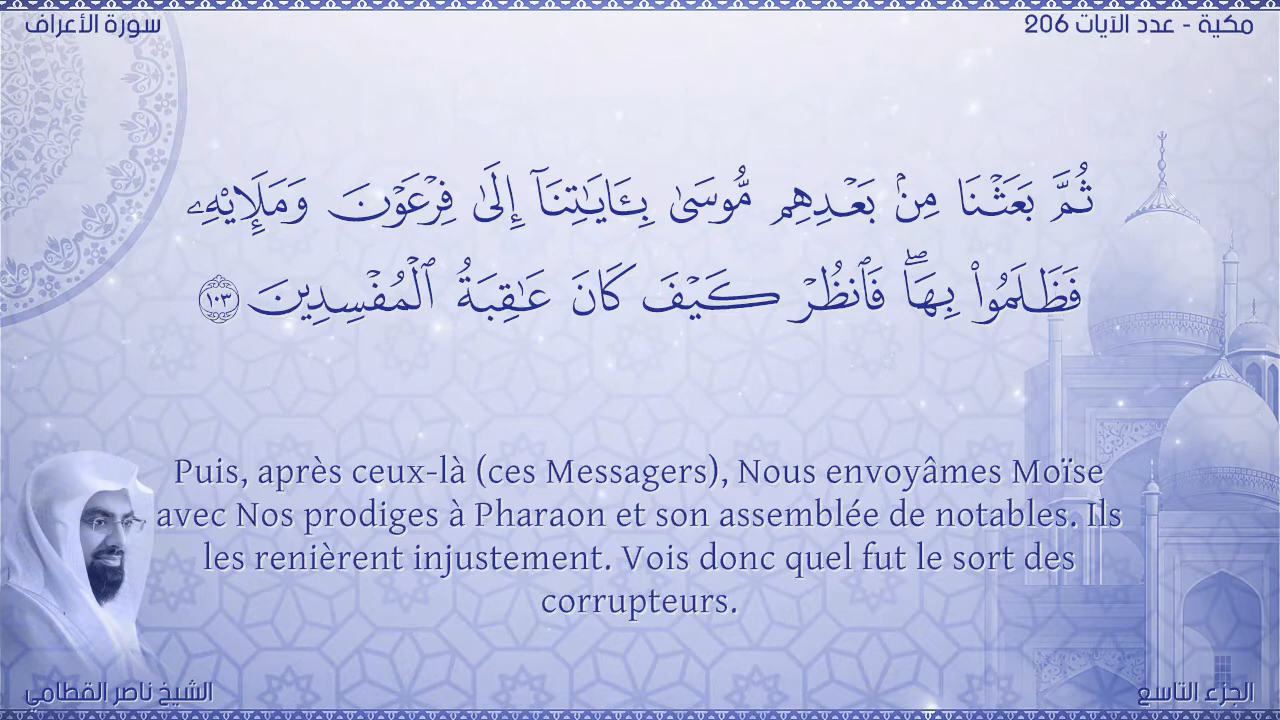 سورة الأعراف
مكية - عدد الآيات 206
ثُمَّ بَعَثْنَا مِنۢ بَعْدِهِم مُّوسَىٰ بِـَٔايَـٰتِنَآ إِلَىٰ فِرْعَوْنَ وَمَلَإِي۟هِۦ
فَظَلَمُوا۟ بِهَا ۖ فَٱنظُرْ كَيْفَ كَانَ عَـٰقِبَةُ ٱلْمُفْسِدِينَ ١٠٣
Puis, après ceux-là (ces Messagers), Nous envoyâmes Moïse
avec Nos prodiges à Pharaon et son assemblée de notables. Ils
les renièrent injustement. Vois donc quel fut le sort des
corrupteurs.
الشيخ ناصر القطامي
الجزء التاسع